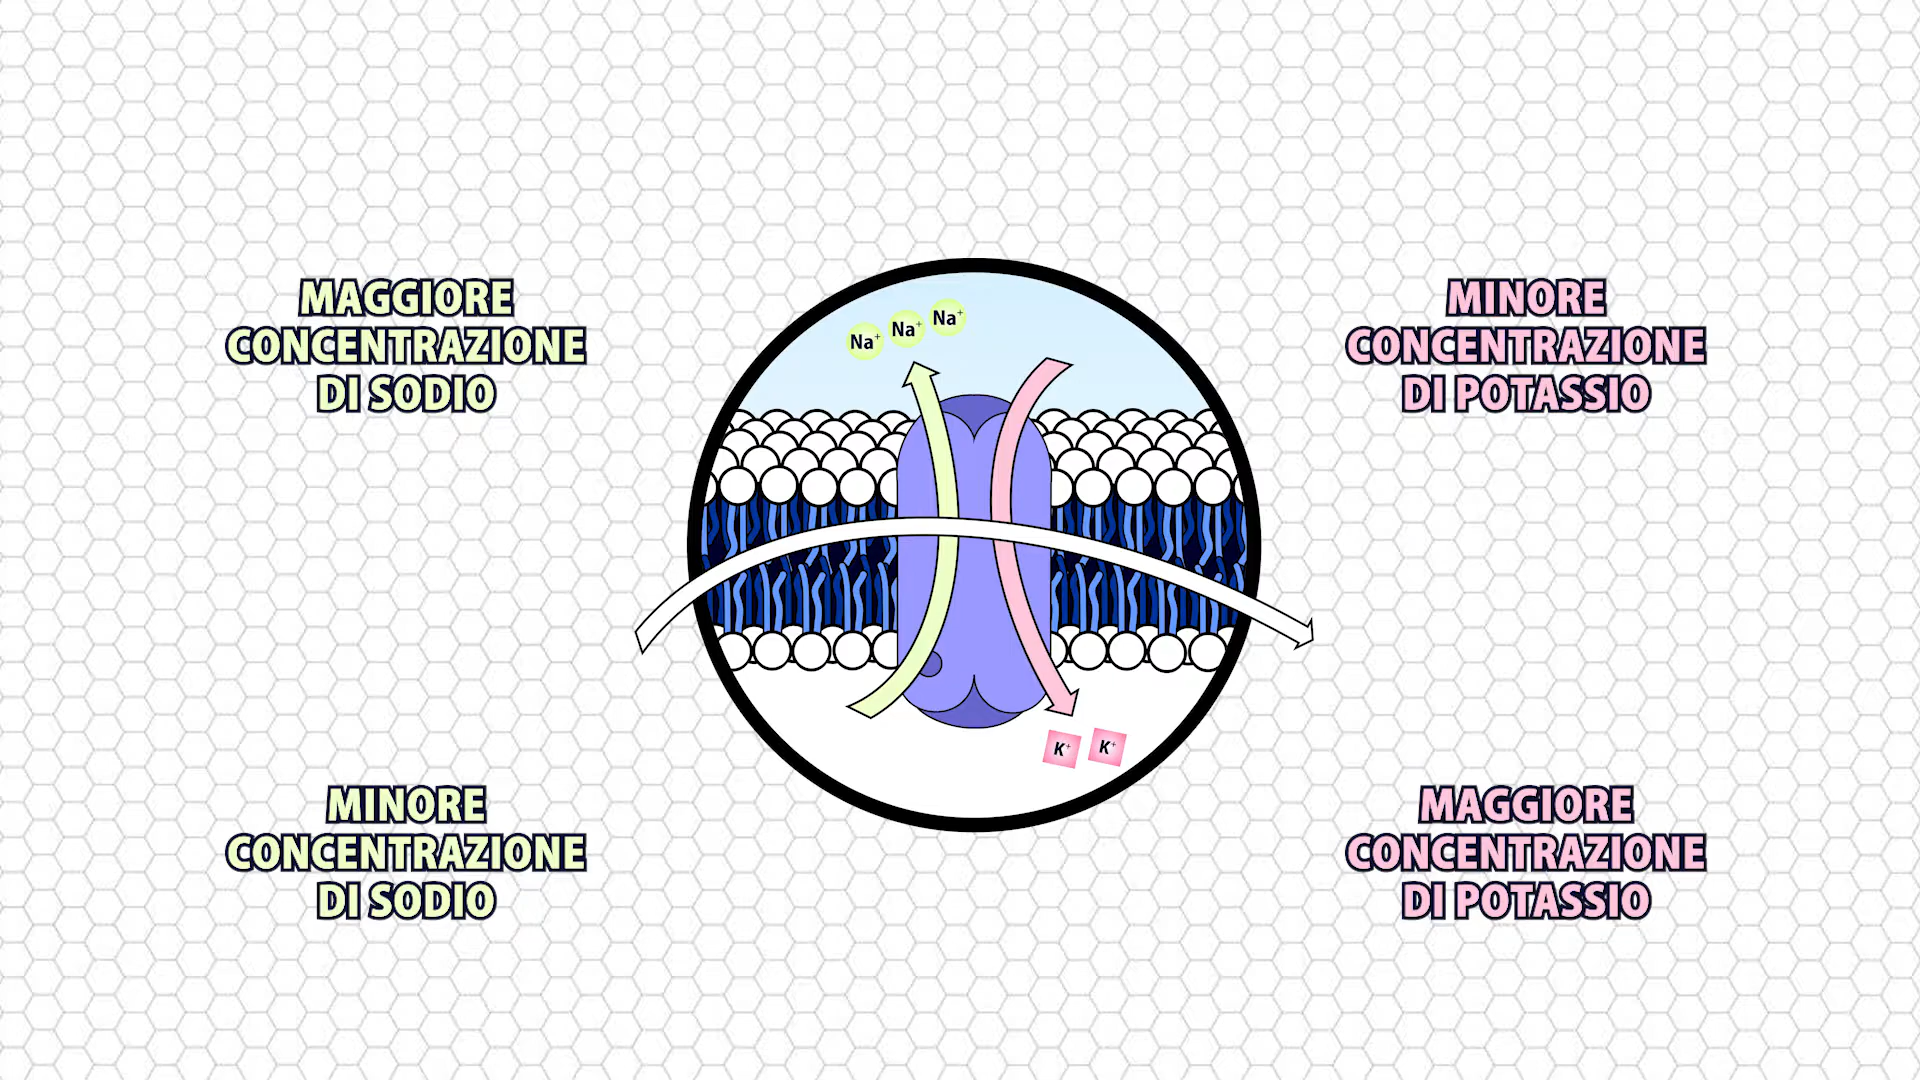 MAGGIORE
CONCENTRAZIONE
DI SODIO
MINORE
CONCENTRAZIONE
DI POTASSIO
Na+ Na+ Na+
K+ K+
MINORE
CONCENTRAZIONE
DI SODIO
MAGGIORE
CONCENTRAZIONE
DI POTASSIO